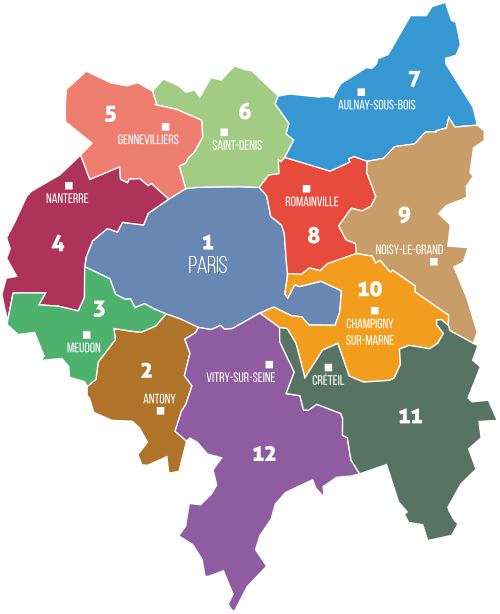 7
AULNAY-SOUS-BOIS
5
GENNEVILLIERS
6
SAINT-DENIS
NANTERRE
4
ROMAINVILLE
8
9
NOISY-LE-GRAND
1
PARIS
3
MEUDON
10
CHAMPIGNY
SUR-MARNE
2
ANTONY
VITRY-SUR-SEINE
CRÉTEIL
11
12